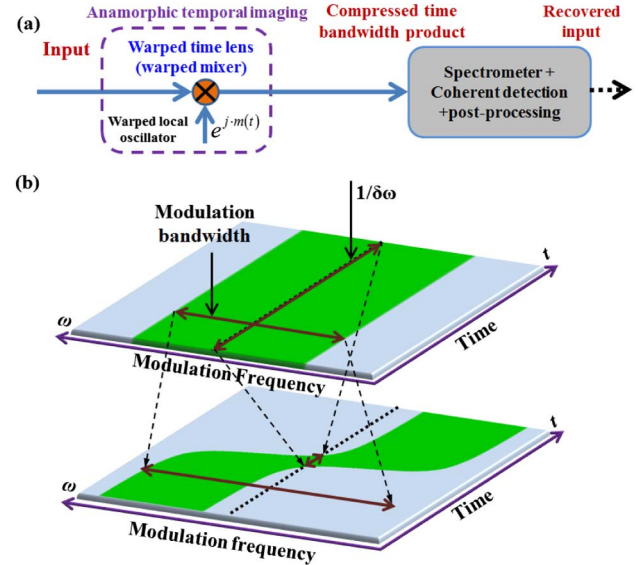 (a)
Anamorphic temporal imaging
Input
Warped time lens
(warped mixer)
Warped local
oscillator
e^{j·m(t)}
Compressed time
bandwidth product
Spectrometer +
Coherent detection
+post-processing
Recovered
input
(b)
Modulation
bandwidth
1/δω
t
ω
Time
Modulation Frequency
t
ω
Time
Modulation frequency